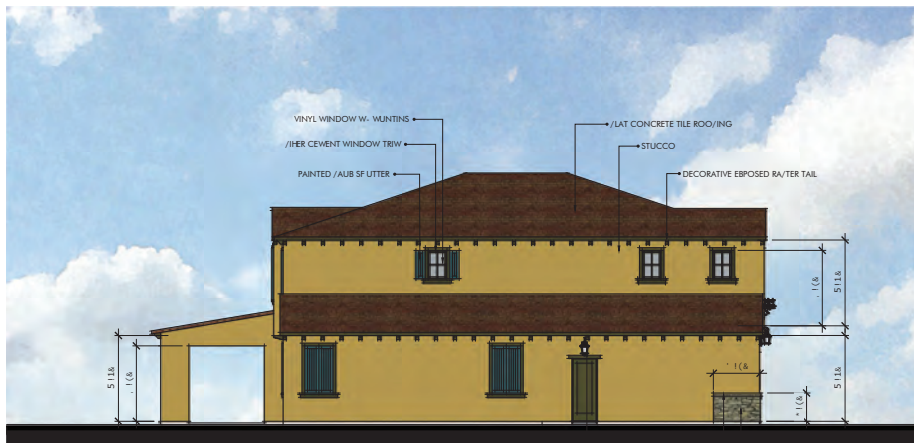 VINYL WINDOW W- WUNTINS
/LAT CONCRETE TILE ROO/ING
/IHER CEWENT WINDOW TRIW
STUCCO
PAINTED /AUB SF UTTER
DECORATIVE EBPOSED RA/TER TAIL